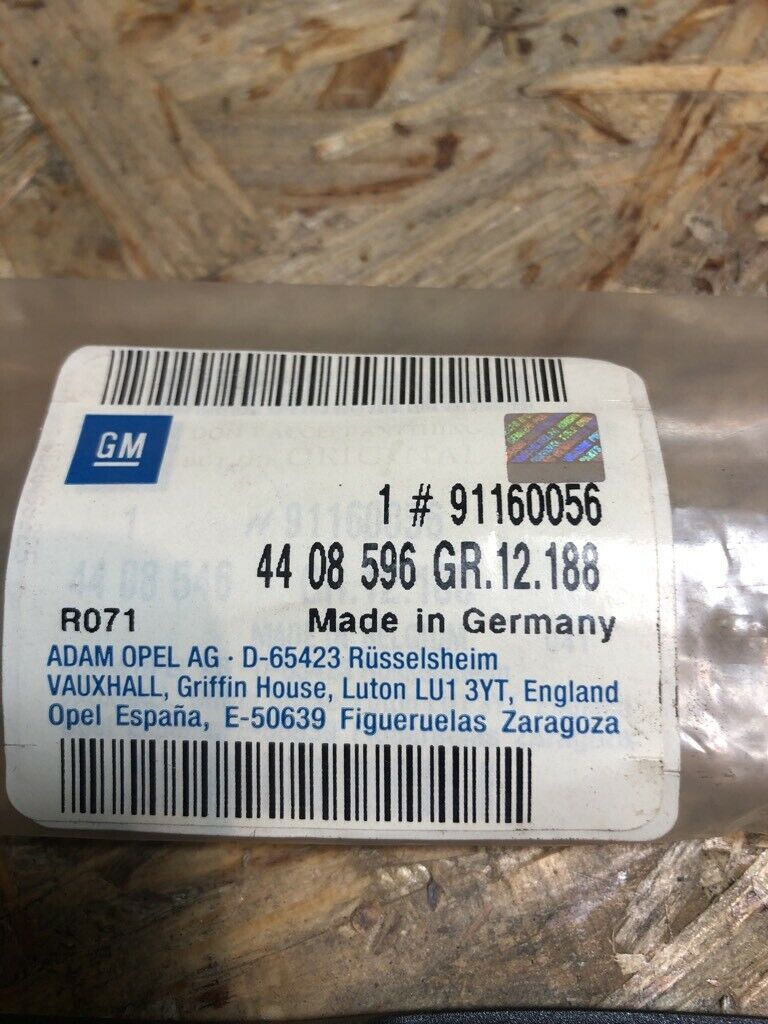 GM
1 # 91160056
44 08 596 GR.12.188
R071 Made in Germany
ADAM OPEL AG · D-65423 Rüsselsheim
VAUXHALL, Griffin House, Luton LU1 3YT, England
Opel España, E-50639 Figueruelas Zaragoza